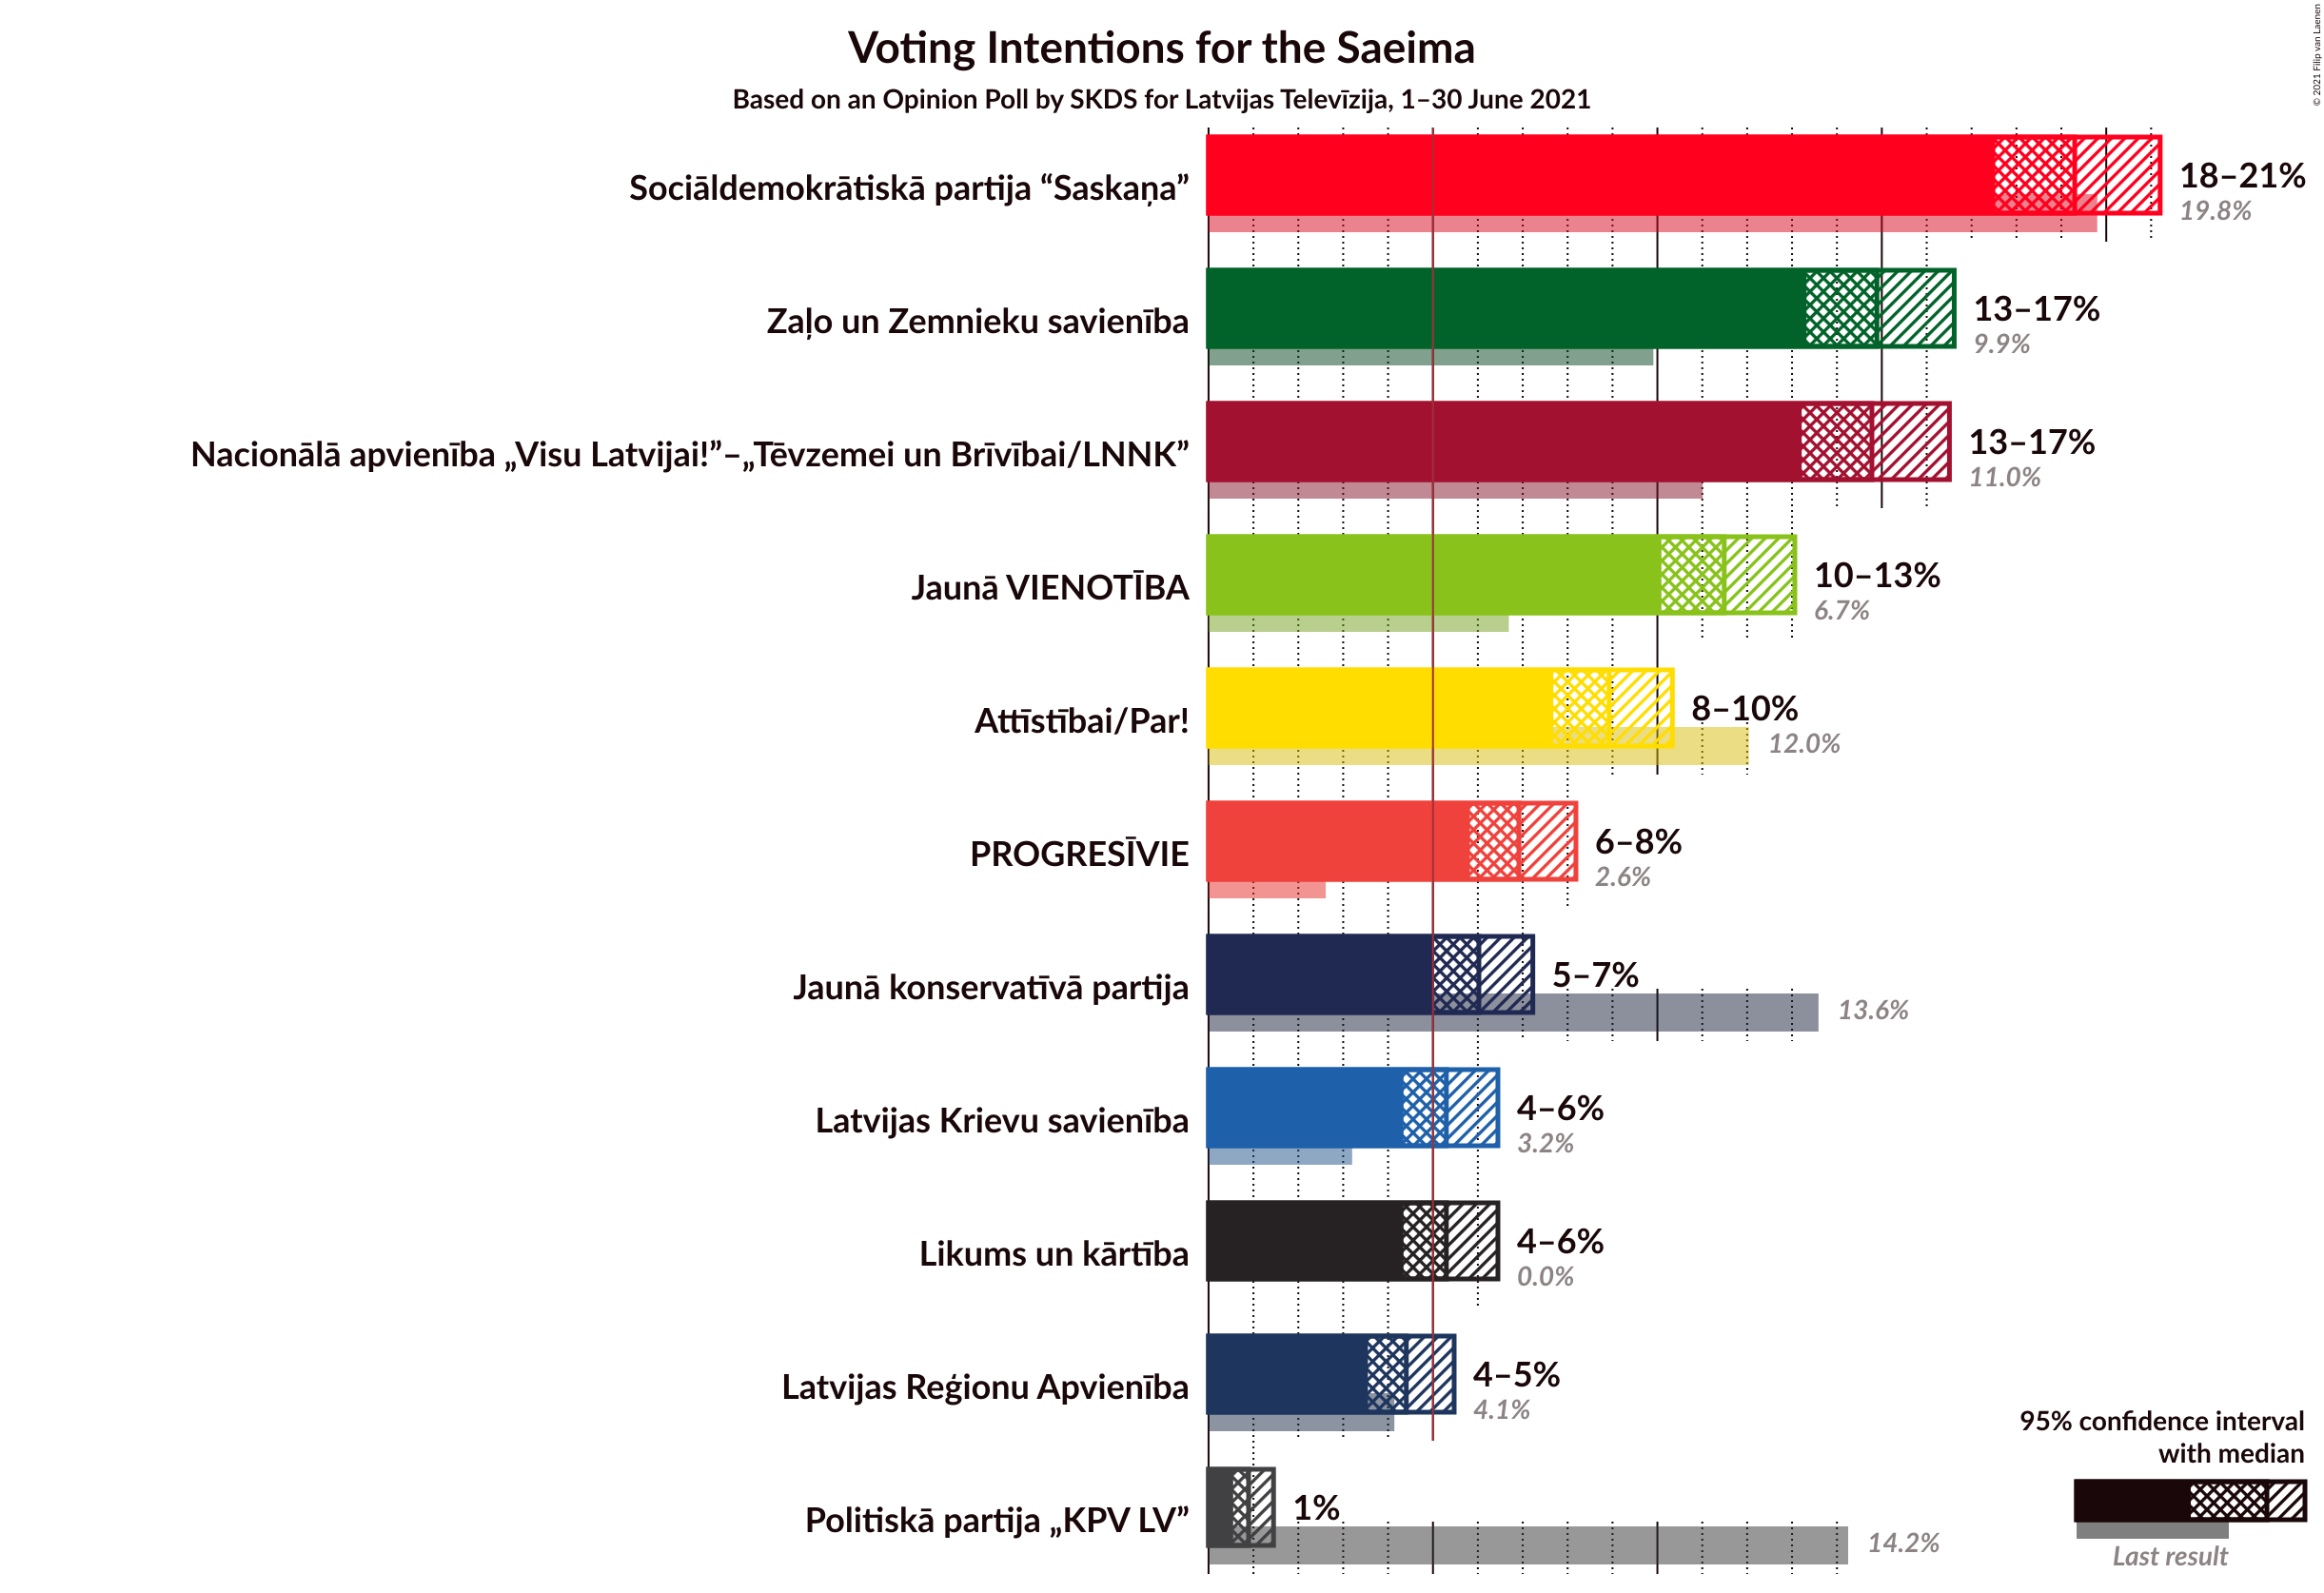 Voting Intentions for the Saeima
Based on an Opinion Poll by SKDS for Latvijas Televīzija, 1–30 June 2021
© 2021 Filip van Laenen
Sociāldemokrātiskā partija “Saskaņa”
18–21%
19.8%
Zaļo un Zemnieku savienība
13–17%
9.9%
Nacionālā apvienība „Visu Latvijai!”–„Tēvzemei un Brīvībai/LNNK”
13–17%
11.0%
Jaunā VIENOTĪBA
10–13%
6.7%
Attīstībai/Par!
8–10%
12.0%
PROGRESĪVIE
6–8%
2.6%
Jaunā konservatīvā partija
5–7%
13.6%
Latvijas Krievu savienība
4–6%
3.2%
Likums un kārtība
4–6%
0.0%
Latvijas Reģionu Apvienība
4–5%
4.1%
Politiskā partija „KPV LV”
1%
14.2%
95% confidence interval
with median
Last result